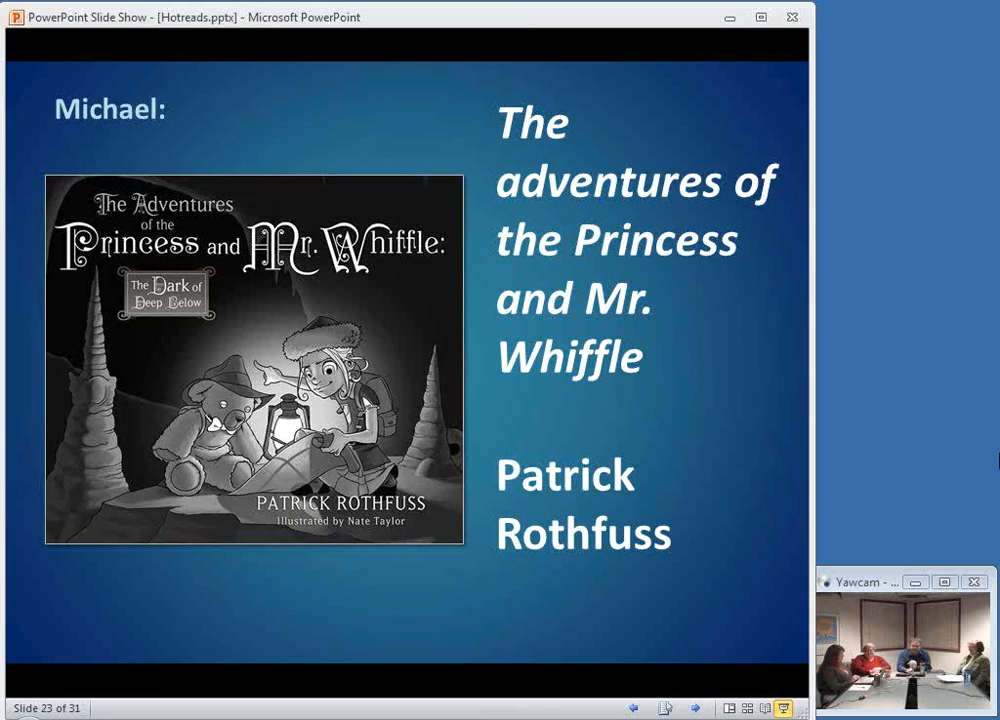 PowerPoint Slide Show - [Hotreads.pptx] - Microsoft PowerPoint
Michael:
The Adventures
of the
Princess and Mr. Whiffle:
The Dark of
Deep Below
PATRICK ROTHFUSS
Illustrated by Nate Taylor
The
adventures of
the Princess
and Mr.
Whiffle
Patrick
Rothfuss
Yawcam - ...
Slide 23 of 31